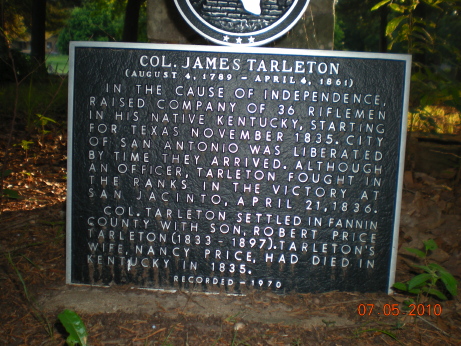 COL. JAMES TARLETON
(AUGUST 4, 1789 - APRIL 4, 1861)
IN THE CAUSE OF INDEPENDENCE,
RAISED COMPANY OF 36 RIFLEMEN
IN HIS NATIVE KENTUCKY, STARTING
FOR TEXAS NOVEMBER 1835. CITY
OF SAN ANTONIO WAS LIBERATED
BY TIME THEY ARRIVED. ALTHOUGH
AN OFFICER, TARLETON FOUGHT IN
THE RANKS IN THE VICTORY AT
SAN JACINTO, APRIL 21, 1836.
COL. TARLETON SETTLED IN FANNIN
COUNTY WITH SON, ROBERT PRICE
TARLETON (1833-1897). TARLETON'S
WIFE, NANCY PRICE, HAD DIED IN
KENTUCKY IN 1835.
RECORDED - 1970
07 05 2010